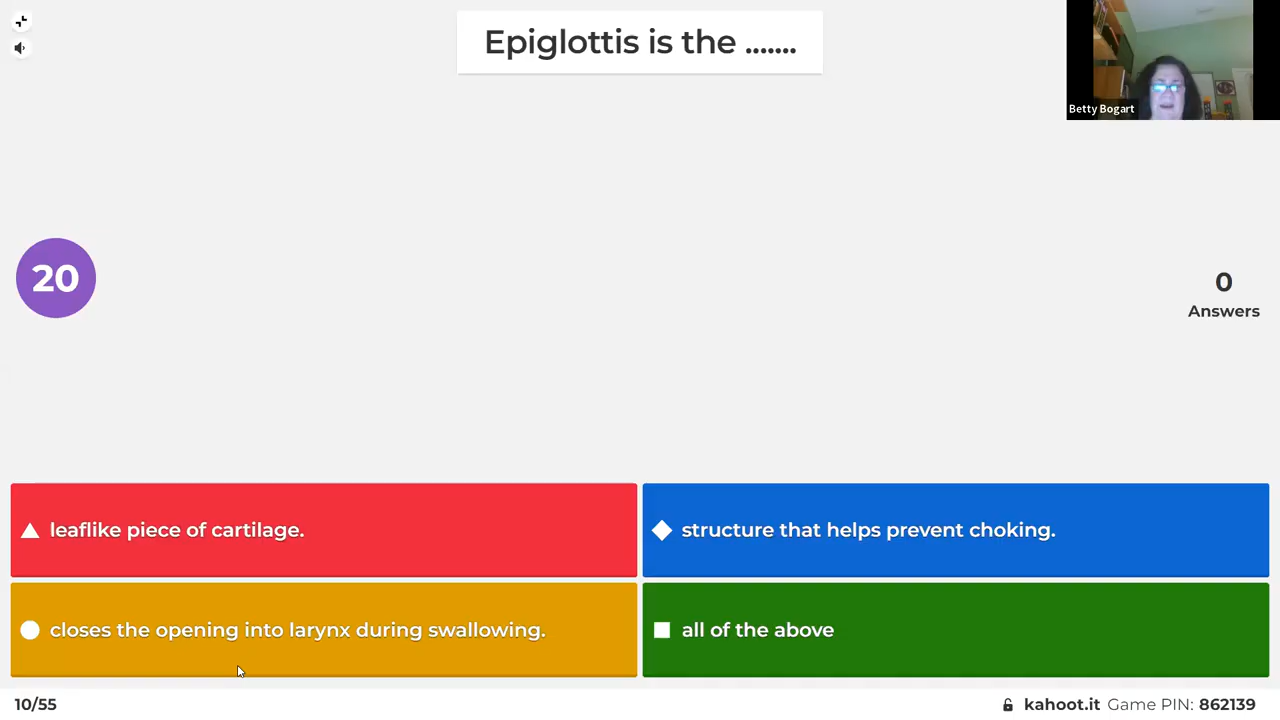 Epiglottis is the .......
Betty Bogart
20
0
Answers
leaflike piece of cartilage.
structure that helps prevent choking.
closes the opening into larynx during swallowing.
all of the above
10/55
kahoot.it Game PIN: 862139